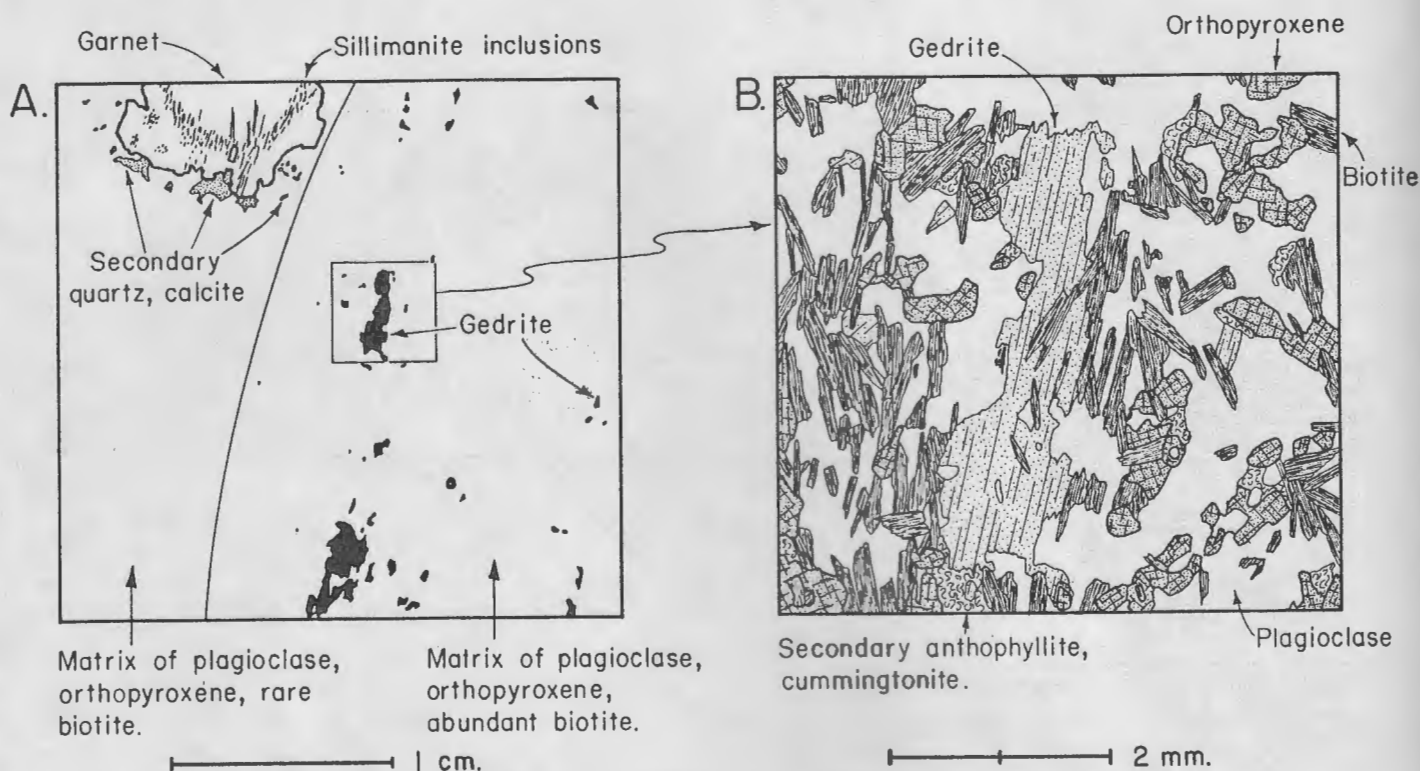 A.
Garnet
Sillimanite inclusions
Secondary
quartz, calcite
Gedrite
Matrix of plagioclase,
orthopyroxene, rare
biotite.
Matrix of plagioclase,
orthopyroxene,
abundant biotite.
1 cm.
B.
Gedrite
Orthopyroxene
Biotite
Secondary anthophyllite,
cummingtonite.
Plagioclase
2 mm.